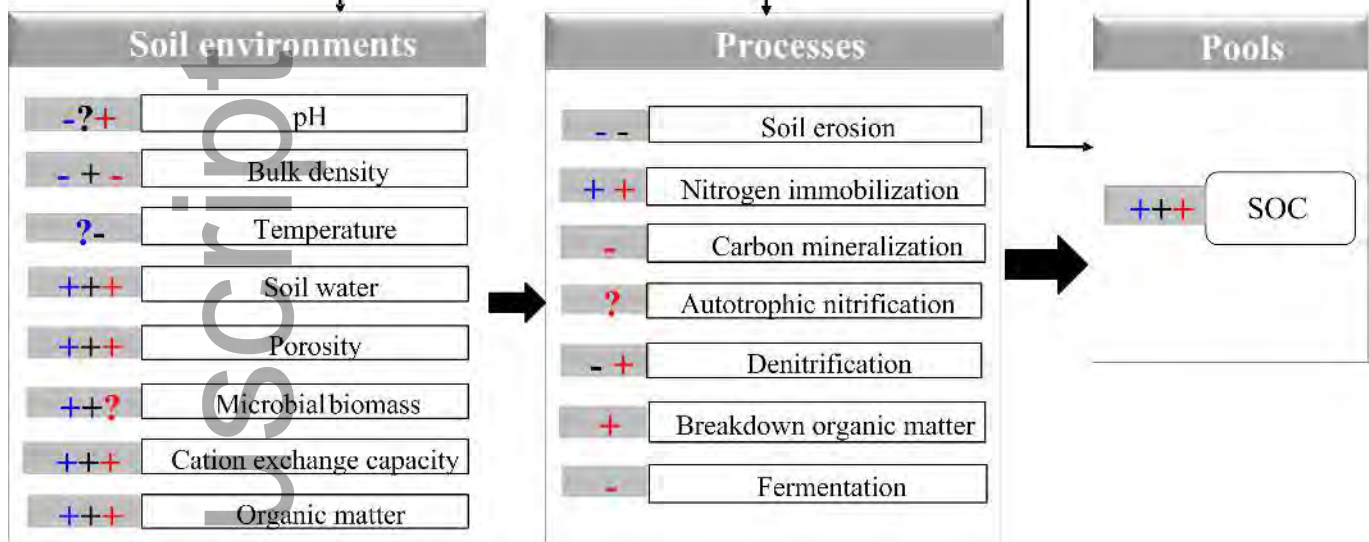 Soil environments
-?+ pH
- + - Bulk density
?- Temperature
+++ Soil water
+++ Porosity
++? Microbial biomass
+++ Cation exchange capacity
+++ Organic matter
uscript
Processes
- - Soil erosion
+ + Nitrogen immobilization
- Carbon mineralization
? Autotrophic nitrification
- + Denitrification
+ Breakdown organic matter
- Fermentation
Pools
+++ SOC